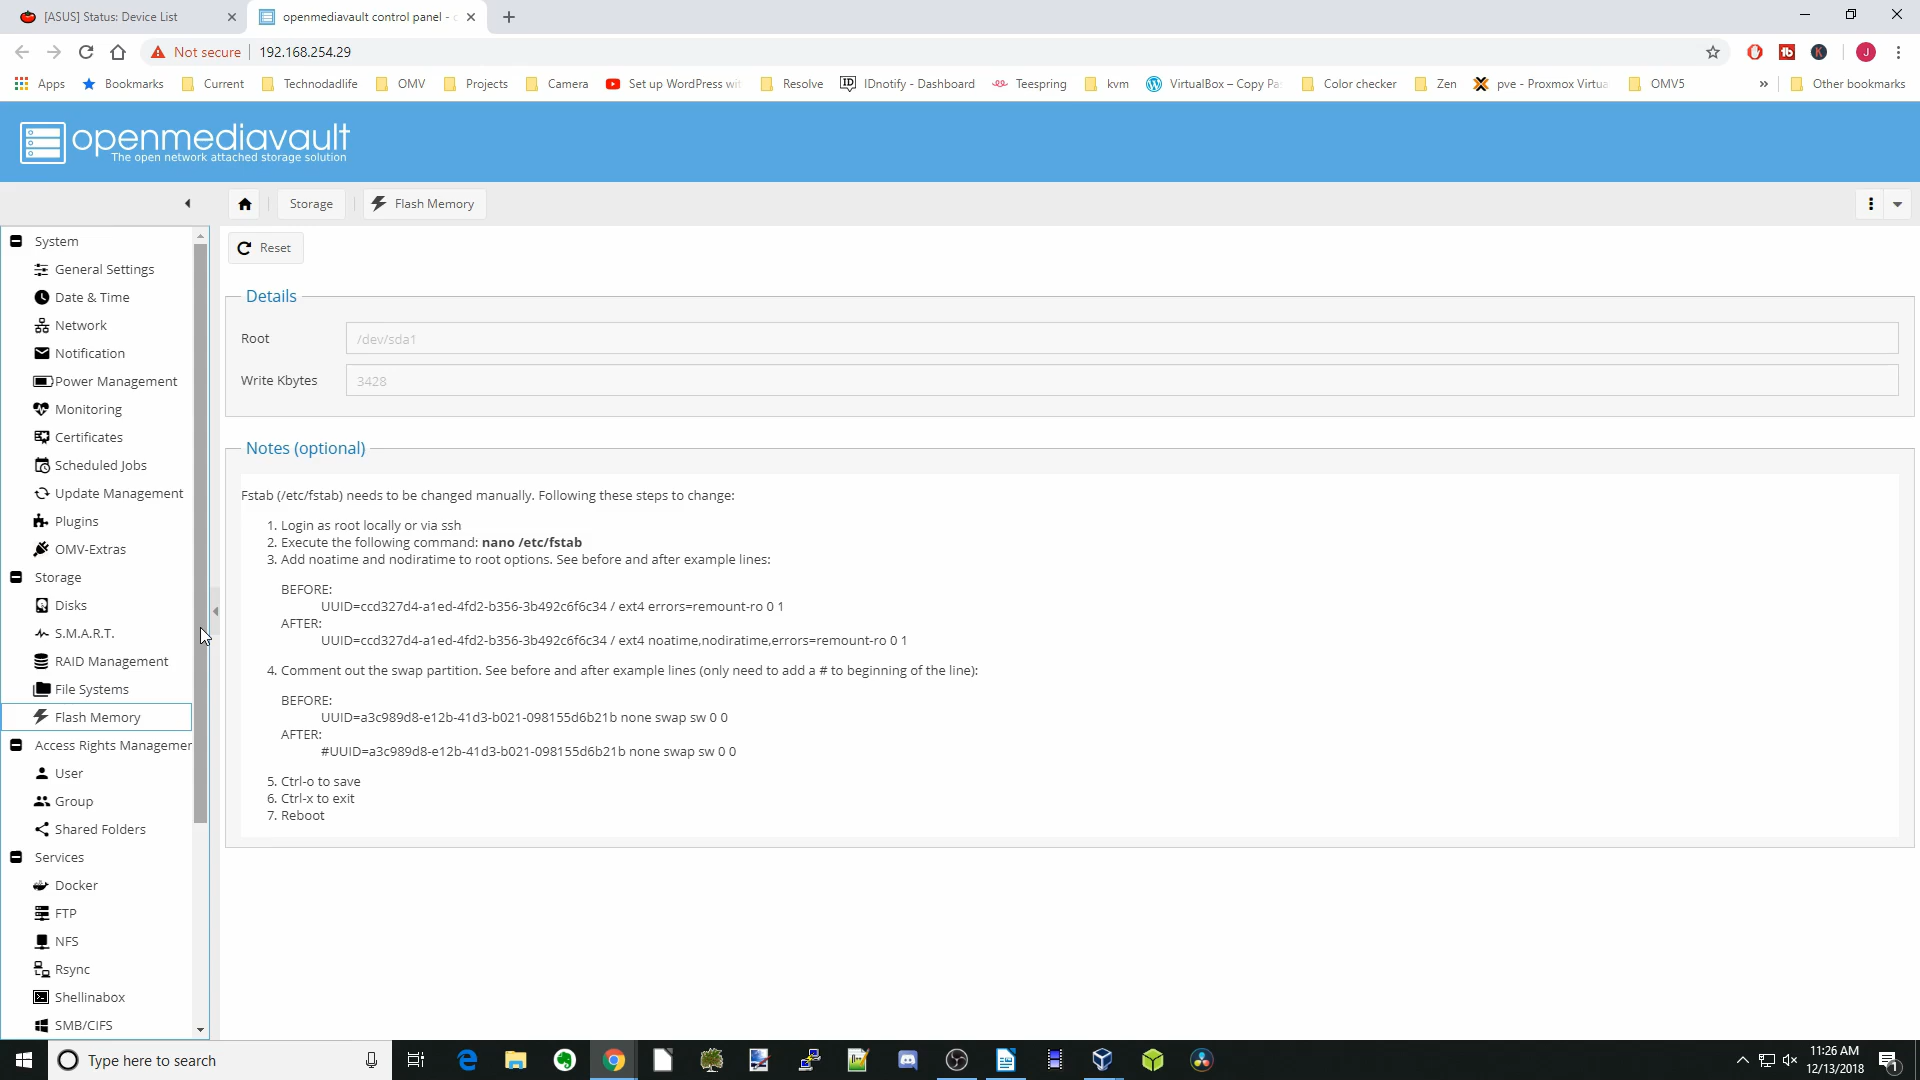 [ASUS] Status: Device List
openmediavault control panel -
Not secure
192.168.254.29
Apps
Bookmarks
Current
Technodadlife
OMV
Projects
Camera
Set up WordPress wit
Resolve
IDnotify - Dashboard
Teespring
kvm
VirtualBox – Copy Pa
Color checker
Zen
pve - Proxmox Virtua
OMV5
»
Other bookmarks
openmediavault
The open network attached storage solution
Storage
Flash Memory
System
General Settings
Date & Time
Network
Notification
Power Management
Monitoring
Certificates
Scheduled Jobs
Update Management
Plugins
OMV-Extras
Storage
Disks
S.M.A.R.T.
RAID Management
File Systems
Flash Memory
Access Rights Managemer
User
Group
Shared Folders
Services
Docker
FTP
NFS
Rsync
Shellinabox
SMB/CIFS
Reset
Details
Root
/dev/sda1
Write Kbytes
3428
Notes (optional)
Fstab (/etc/fstab) needs to be changed manually. Following these steps to change:
1. Login as root locally or via ssh
2. Execute the following command: nano /etc/fstab
3. Add noatime and nodiratime to root options. See before and after example lines:
BEFORE:
UUID=ccd327d4-a1ed-4fd2-b356-3b492c6f6c34 / ext4 errors=remount-ro 0 1
AFTER:
UUID=ccd327d4-a1ed-4fd2-b356-3b492c6f6c34 / ext4 noatime,nodiratime,errors=remount-ro 0 1
4. Comment out the swap partition. See before and after example lines (only need to add a # to beginning of the line):
BEFORE:
UUID=a3c989d8-e12b-41d3-b021-098155d6b21b none swap sw 0 0
AFTER:
#UUID=a3c989d8-e12b-41d3-b021-098155d6b21b none swap sw 0 0
5. Ctrl-o to save
6. Ctrl-x to exit
7. Reboot
Type here to search
11:26 AM
12/13/2018
1